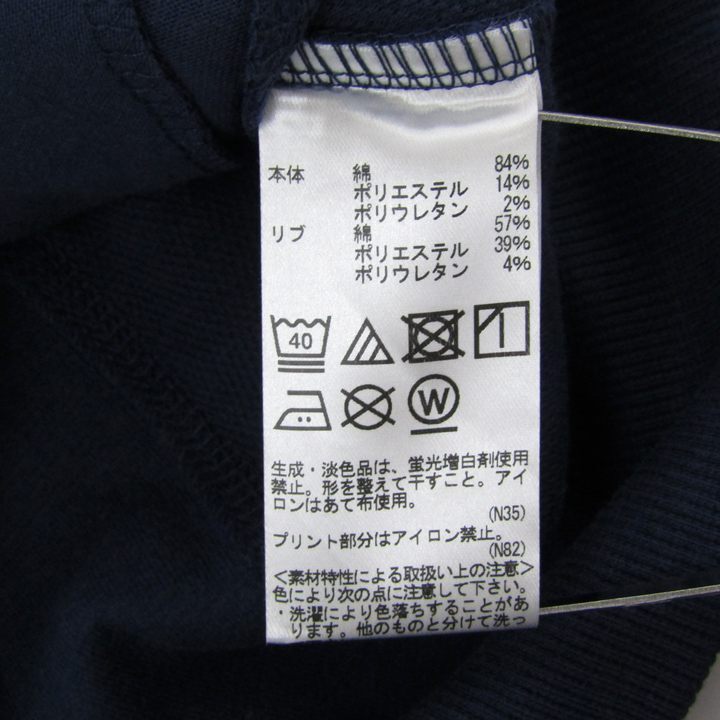 本体 綿 84%
ポリエステル 14%
ポリウレタン 2%
リブ 綿 57%
ポリエステル 39%
ポリウレタン 4%
40
W
生成・淡色品は、蛍光増白剤使用
禁止。形を整えて干すこと。アイ
ロンはあて布使用。
(N35)
プリント部分はアイロン禁止。
(N82)
<素材特性による取扱い上の注意>
色により次の点に注意して下さい。
・洗濯により色落ちすることがあ
ります。他のものと分けて洗っ